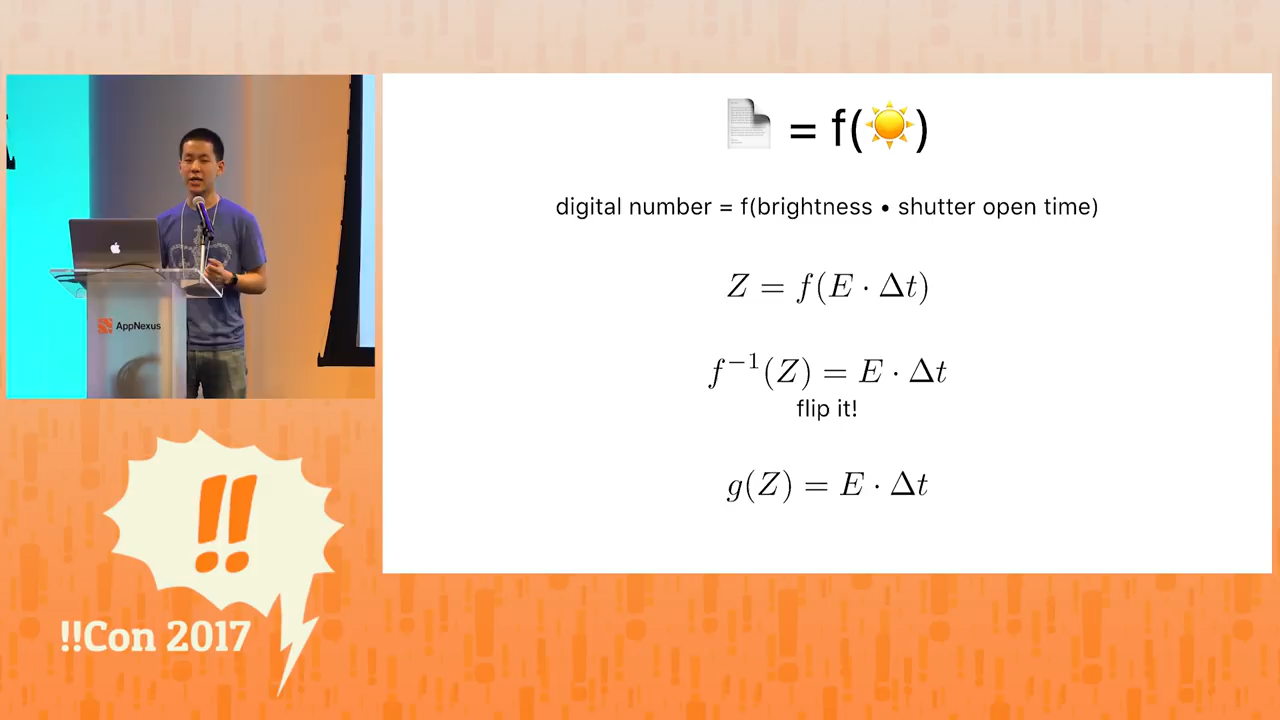 = f(☀️)
digital number = f(brightness • shutter open time)
Z = f(E · Δt)
f⁻¹(Z) = E · Δt
flip it!
g(Z) = E · Δt
AppNexus
!!
!!Con 2017